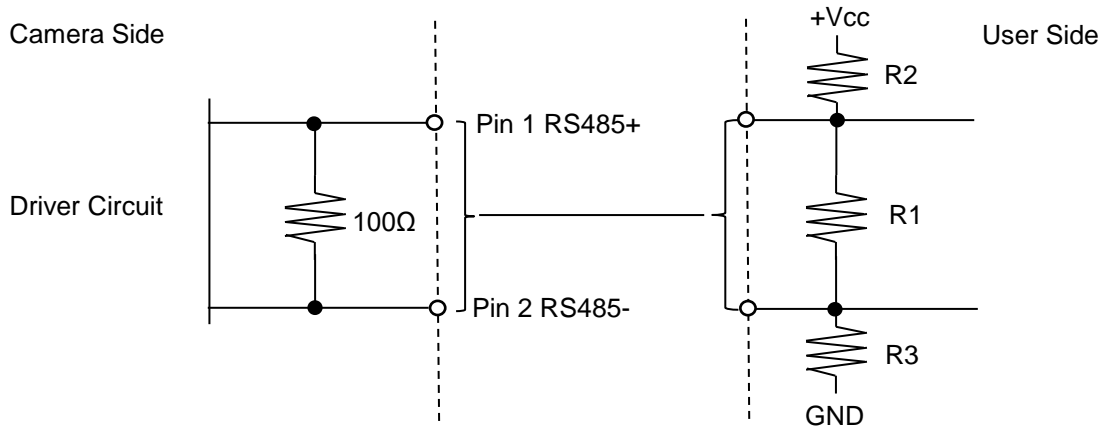 +Vcc
Camera Side
User Side
R2
Pin 1 RS485+
Driver Circuit
100Ω
R1
Pin 2 RS485-
R3
GND